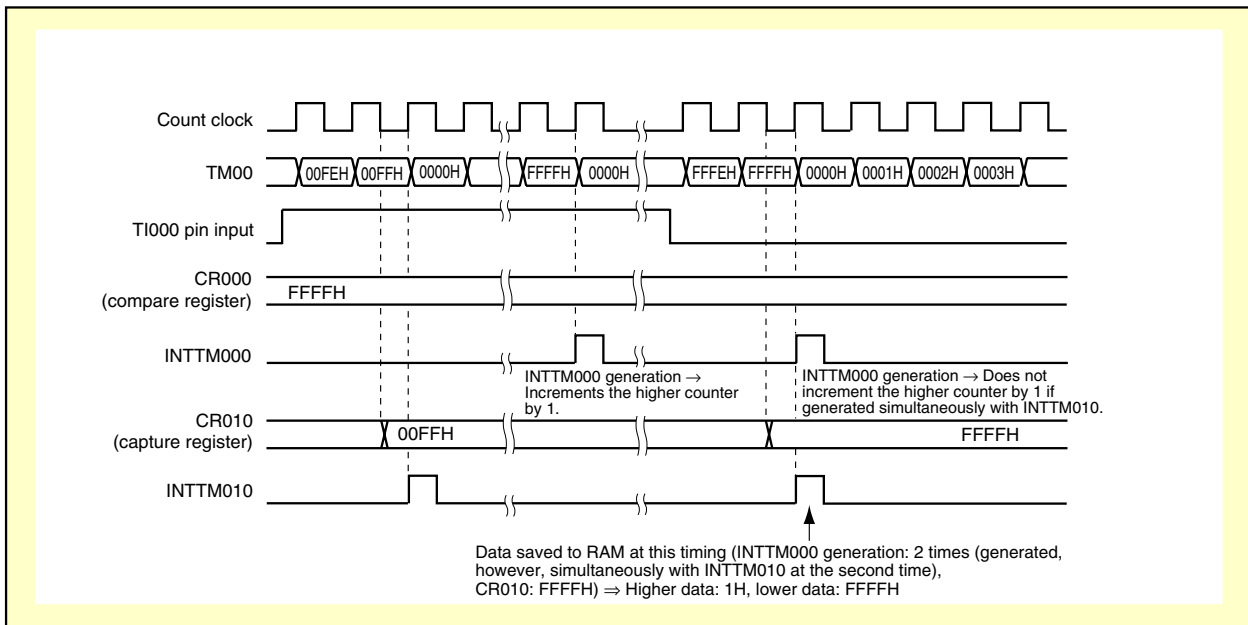 Count clock
TM00
00FEH 00FFH 0000H FFFFH 0000H FFFEH FFFFH 0000H 0001H 0002H 0003H
TI000 pin input
CR000
(compare register)
FFFFH
INTTM000
INTTM000 generation →
Increments the higher counter
by 1.
INTTM000 generation → Does not
increment the higher counter by 1 if
generated simultaneously with INTTM010.
CR010
(capture register)
00FFH
FFFFH
INTTM010
Data saved to RAM at this timing (INTTM000 generation: 2 times (generated,
however, simultaneously with INTTM010 at the second time),
CR010: FFFFH) ⇒ Higher data: 1H, lower data: FFFFH